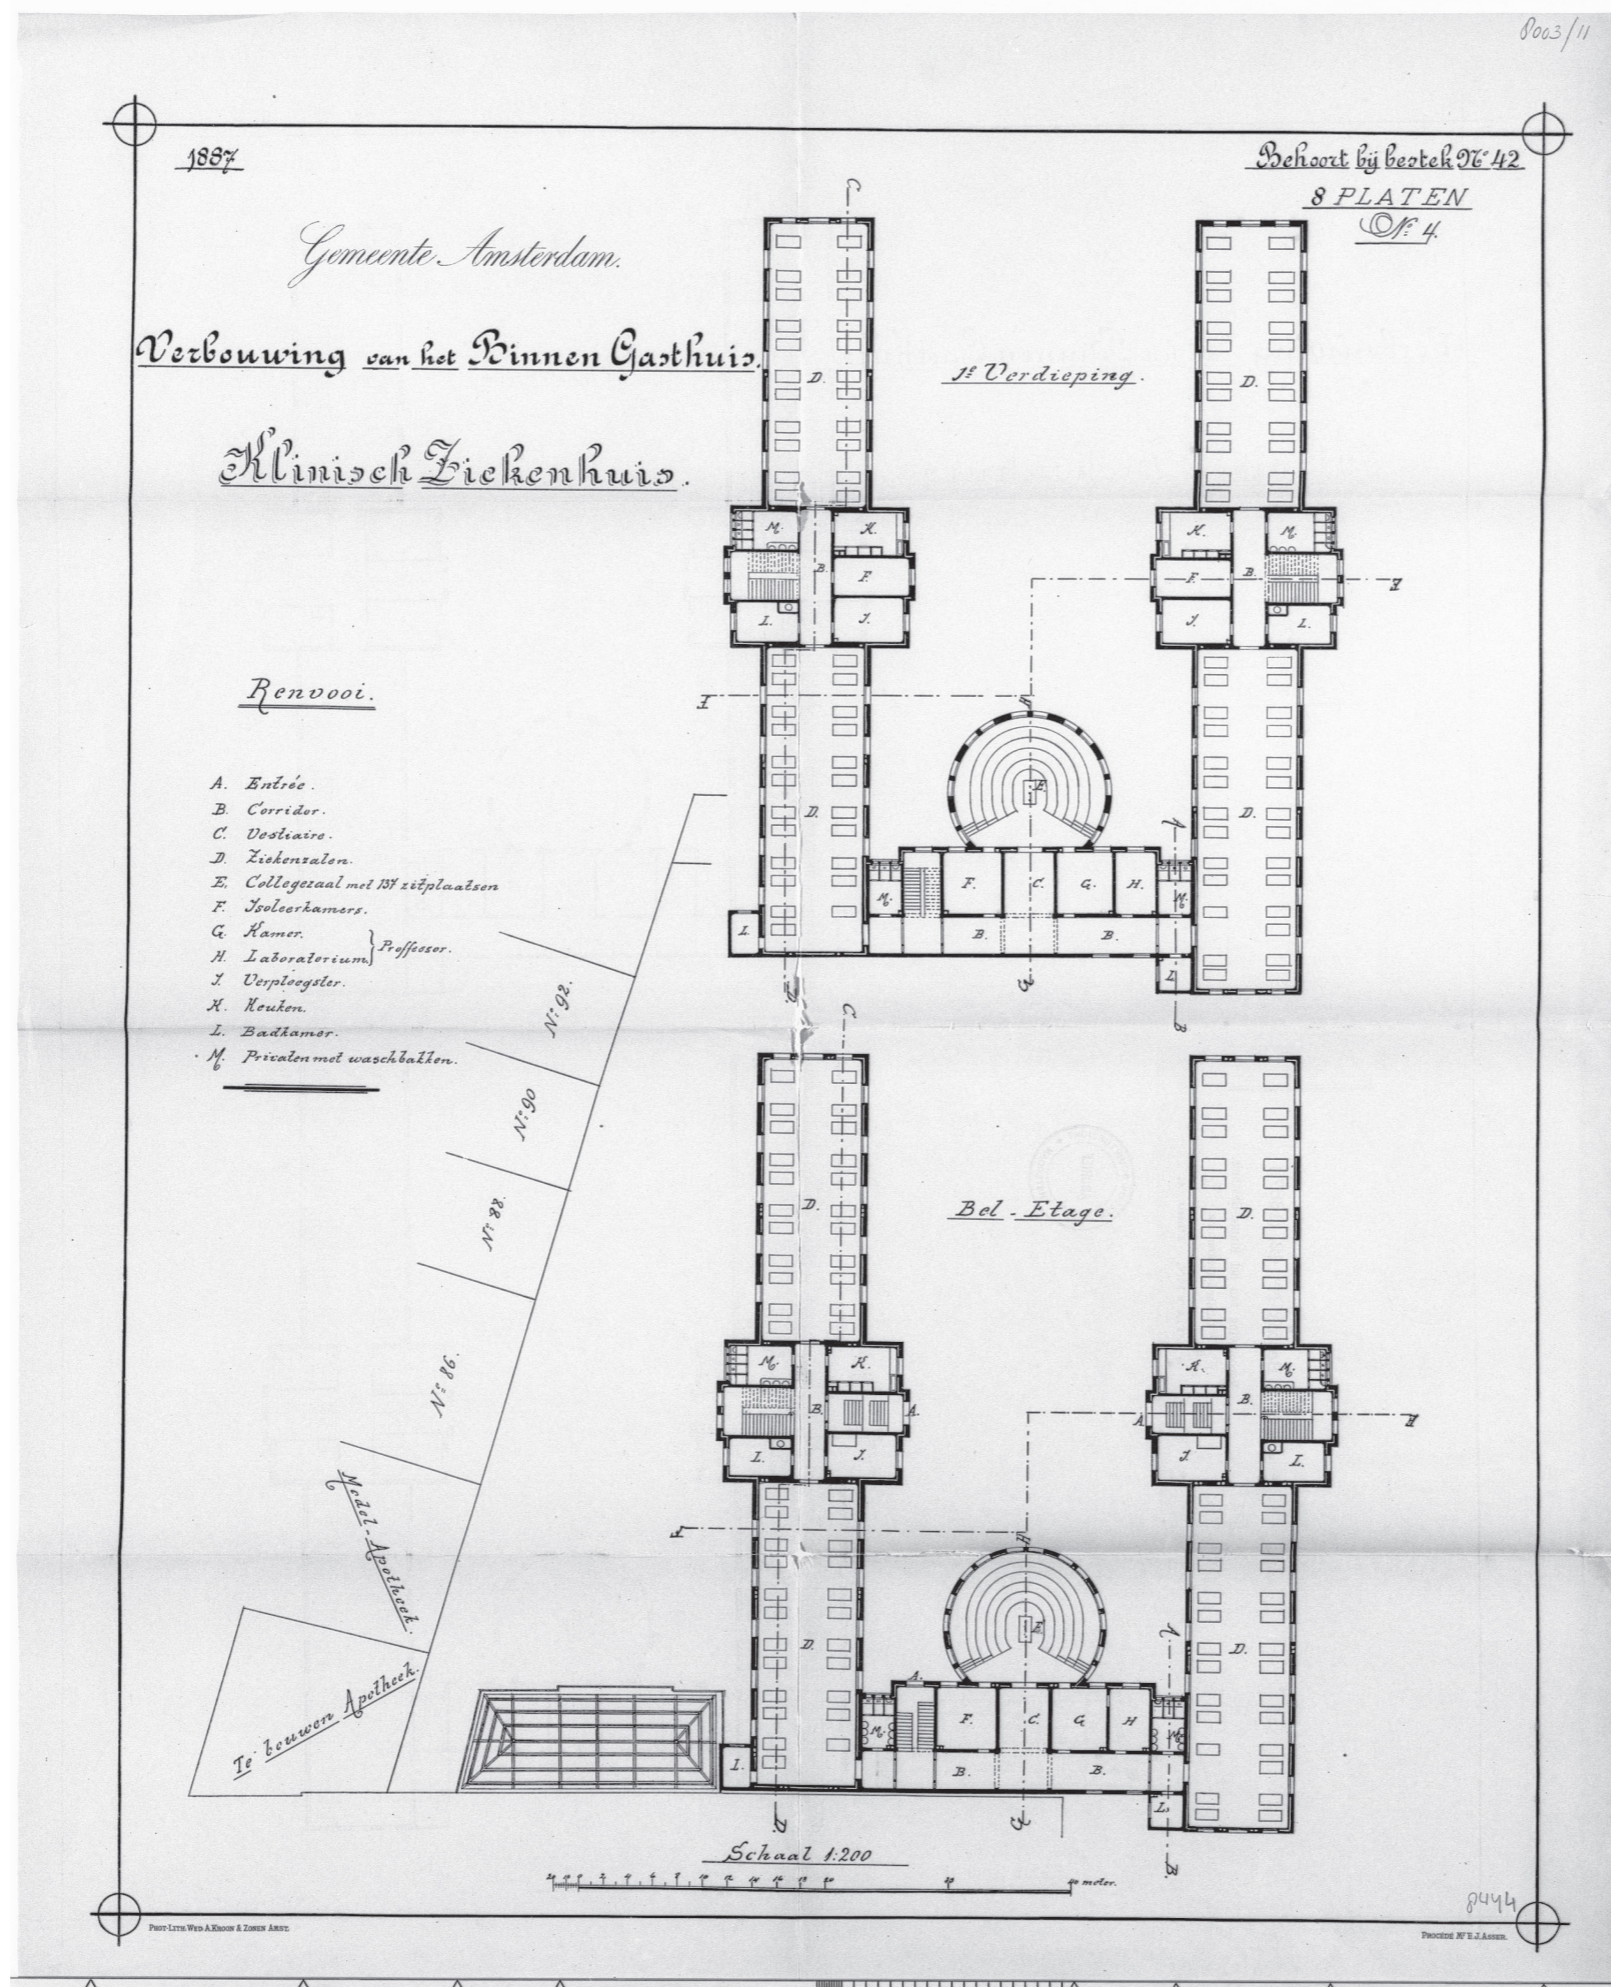 8003/11
1887
Behoort bij bestek No. 42
8 PLATEN
No. 4.
Gemeente Amsterdam.
Verbouwing van het Binnen Gasthuis.
Klinisch Ziekenhuis.
1e Verdieping.
Renvooi.
A. Entrée.
B. Corridor.
C. Vestiaire.
D. Ziekenzalen.
E. Collegezaal met 137 zitplaatsen
F. Isoleerkamers.
G. Kamer.
H. Laboratorium } Proffessor.
J. Verpleegster.
K. Keuken.
L. Badkamer.
M. Privaten met waschbakken.
C
D. D.
M. K. K. M.
B. F. F. B. E
L. J. J. L.
F H
E.
D. D.
A
M. F. C. G. H. M.
L. B. B.
L
D. B B
No. 92.
No. 90
No. 88.
No. 86.
Model-Apotheek.
Te bouwen Apotheek.
Bel-Etage.
C
D. D.
M. K. K. M.
B. A. A. B. E
L. J. J. L.
F H
E
D. D.
A. A
M. F. C. G H M.
L. B. B.
L.
D. B B.
Schaal 1:200
40 meter.
8444
PHOT-LITH. WED. A. KROON & ZONEN AMST.
PROCÉDÉ Mr. E. J. ASSER.